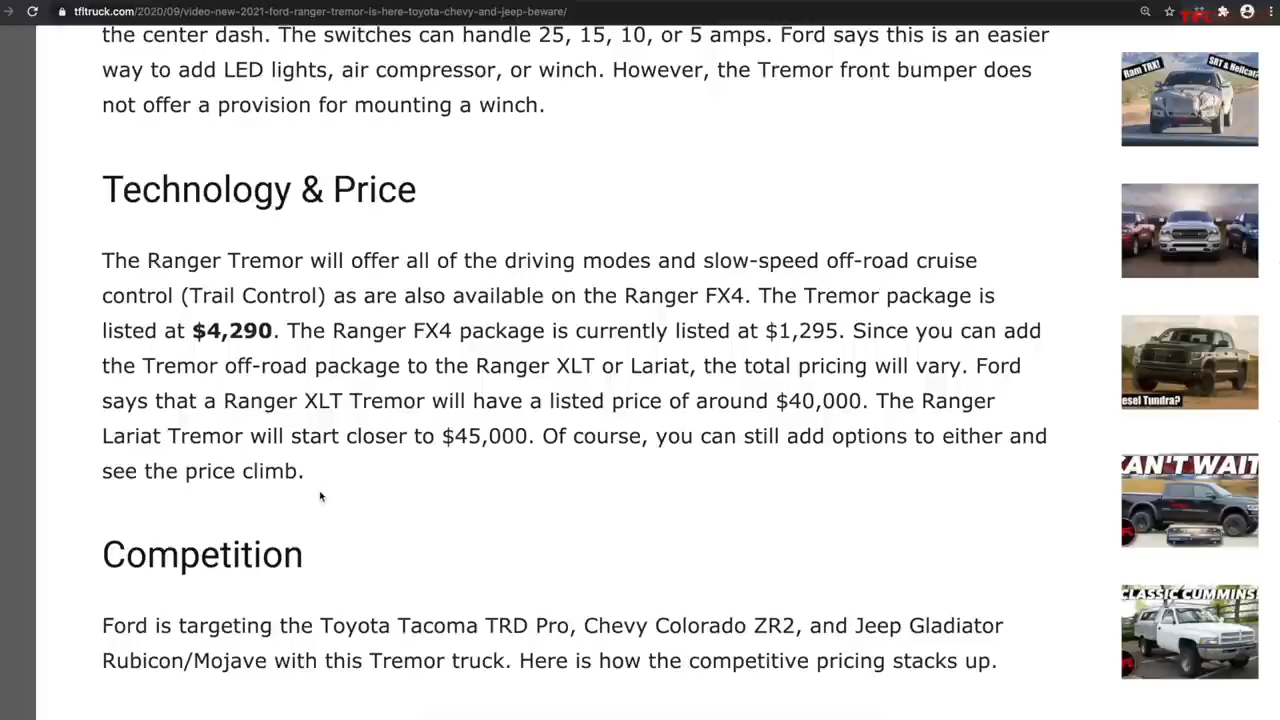 tfltruck.com/2020/09/video-new-2021-ford-ranger-tremor-is-here-toyota-chevy-and-jeep-beware/
the center dash. The switches can handle 25, 15, 10, or 5 amps. Ford says this is an easier
way to add LED lights, air compressor, or winch. However, the Tremor front bumper does
not offer a provision for mounting a winch.
Technology & Price
The Ranger Tremor will offer all of the driving modes and slow-speed off-road cruise
control (Trail Control) as are also available on the Ranger FX4. The Tremor package is
listed at $4,290. The Ranger FX4 package is currently listed at $1,295. Since you can add
the Tremor off-road package to the Ranger XLT or Lariat, the total pricing will vary. Ford
says that a Ranger XLT Tremor will have a listed price of around $40,000. The Ranger
Lariat Tremor will start closer to $45,000. Of course, you can still add options to either and
see the price climb.
Competition
Ford is targeting the Toyota Tacoma TRD Pro, Chevy Colorado ZR2, and Jeep Gladiator
Rubicon/Mojave with this Tremor truck. Here is how the competitive pricing stacks up.
Ram TRX!
SRT & Hellcat?
esel Tundra?
CAN'T WAIT
CLASSIC CUMMINS!